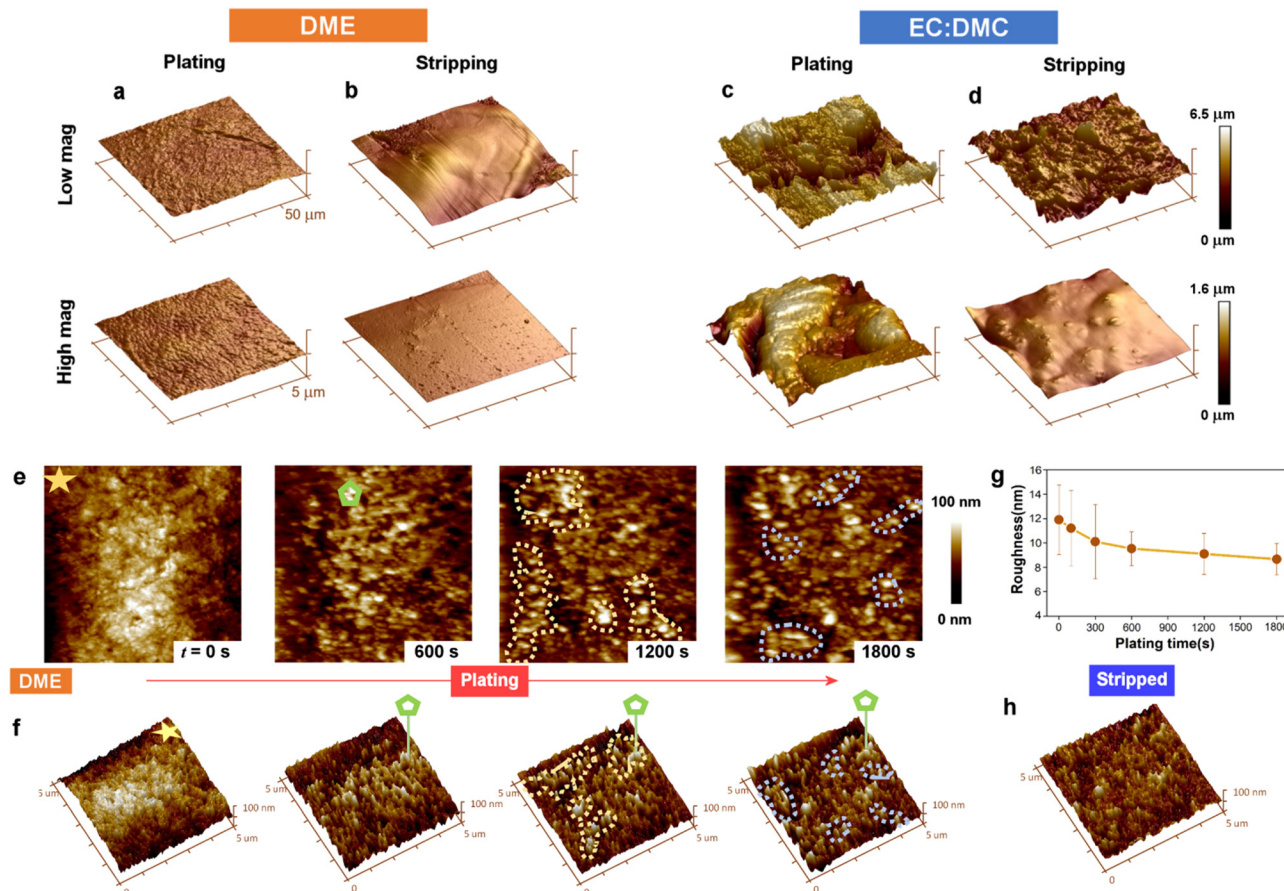 DME
EC:DMC
Plating
Stripping
Plating
Stripping
a
b
c
d
Low mag
50 μm
6.5 μm
0 μm
High mag
5 μm
1.6 μm
0 μm
e
t = 0 s
600 s
1200 s
1800 s
100 nm
0 nm
g
Roughness(nm)
16
14
12
10
8
6
4
0
300
600
900
1200
1500
1800
Plating time(s)
DME
Plating
Stripped
f
5 um
100 nm
5 um
0
5 um
100 nm
5 um
0
5 um
100 nm
5 um
0
5 um
100 nm
5 um
0
h
5 um
100 nm
5 um
0